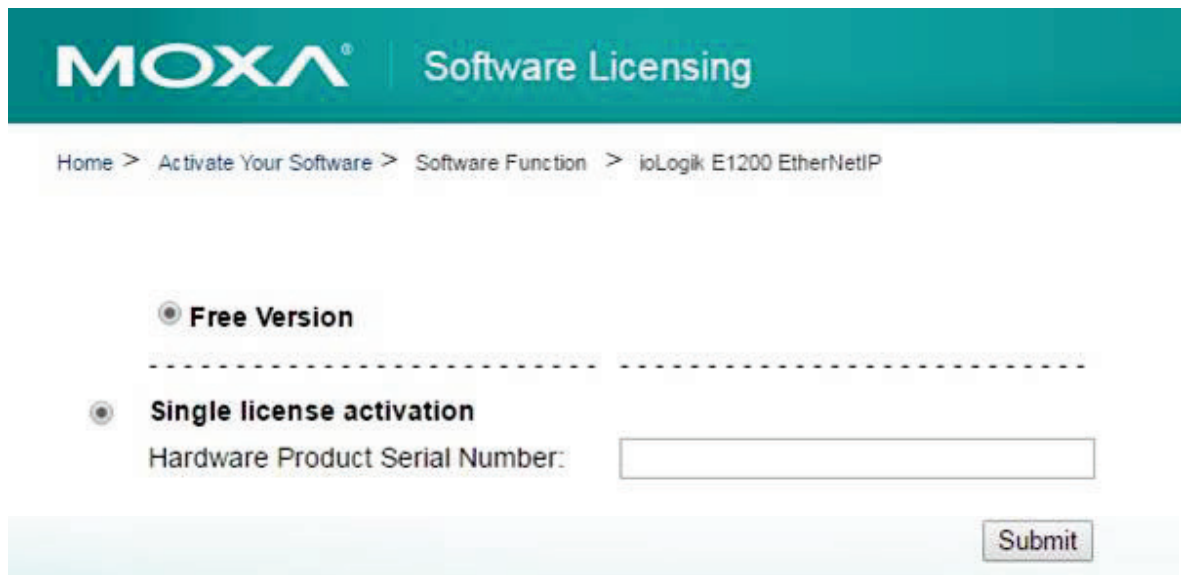 MOXA® Software Licensing
Home > Activate Your Software > Software Function > ioLogik E1200 EtherNetIP
Free Version
Single license activation
Hardware Product Serial Number:
Submit